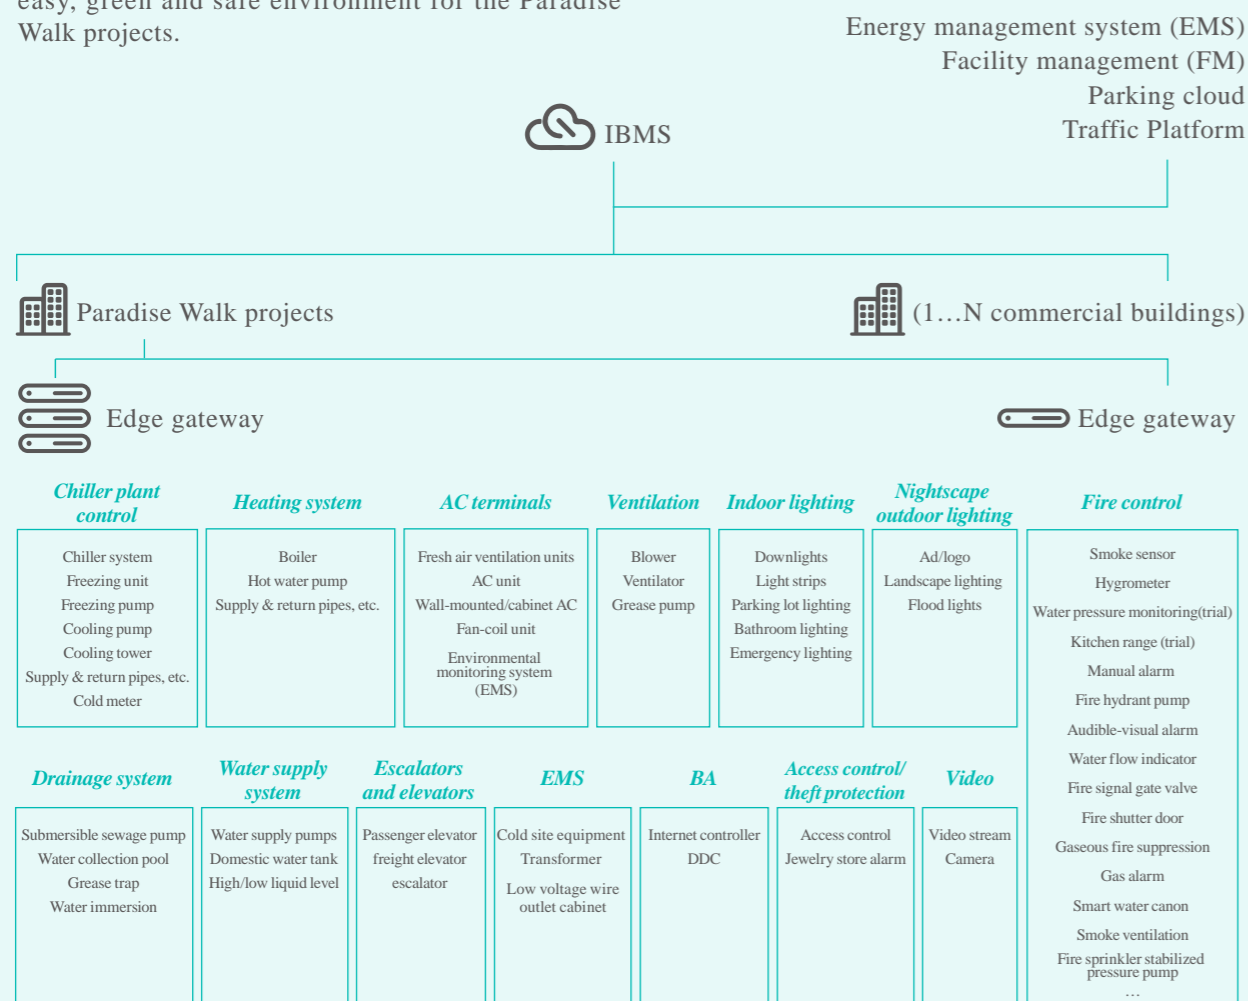 easy, green and safe environment for the Paradise
Walk projects.
Energy management system (EMS)
Facility management (FM)
Parking cloud
Traffic Platform
IBMS
Paradise Walk projects
(1…N commercial buildings)
Edge gateway
Edge gateway
Chiller plant
control
Chiller system
Freezing unit
Freezing pump
Cooling pump
Cooling tower
Supply & return pipes, etc.
Cold meter
Heating system
Boiler
Hot water pump
Supply & return pipes, etc.
AC terminals
Fresh air ventilation units
AC unit
Wall-mounted/cabinet AC
Fan-coil unit
Environmental
monitoring system
(EMS)
Ventilation
Blower
Ventilator
Grease pump
Indoor lighting
Downlights
Light strips
Parking lot lighting
Bathroom lighting
Emergency lighting
Nightscape
outdoor lighting
Ad/logo
Landscape lighting
Flood lights
Fire control
Smoke sensor
Hygrometer
Water pressure monitoring(trial)
Kitchen range (trial)
Manual alarm
Fire hydrant pump
Audible-visual alarm
Water flow indicator
Fire signal gate valve
Fire shutter door
Gaseous fire suppression
Gas alarm
Smart water canon
Smoke ventilation
Fire sprinkler stabilized
pressure pump
…
Drainage system
Submersible sewage pump
Water collection pool
Grease trap
Water immersion
Water supply
system
Water supply pumps
Domestic water tank
High/low liquid level
Escalators
and elevators
Passenger elevator
freight elevator
escalator
EMS
Cold site equipment
Transformer
Low voltage wire
outlet cabinet
BA
Internet controller
DDC
Access control/
theft protection
Access control
Jewelry store alarm
Video
Video stream
Camera